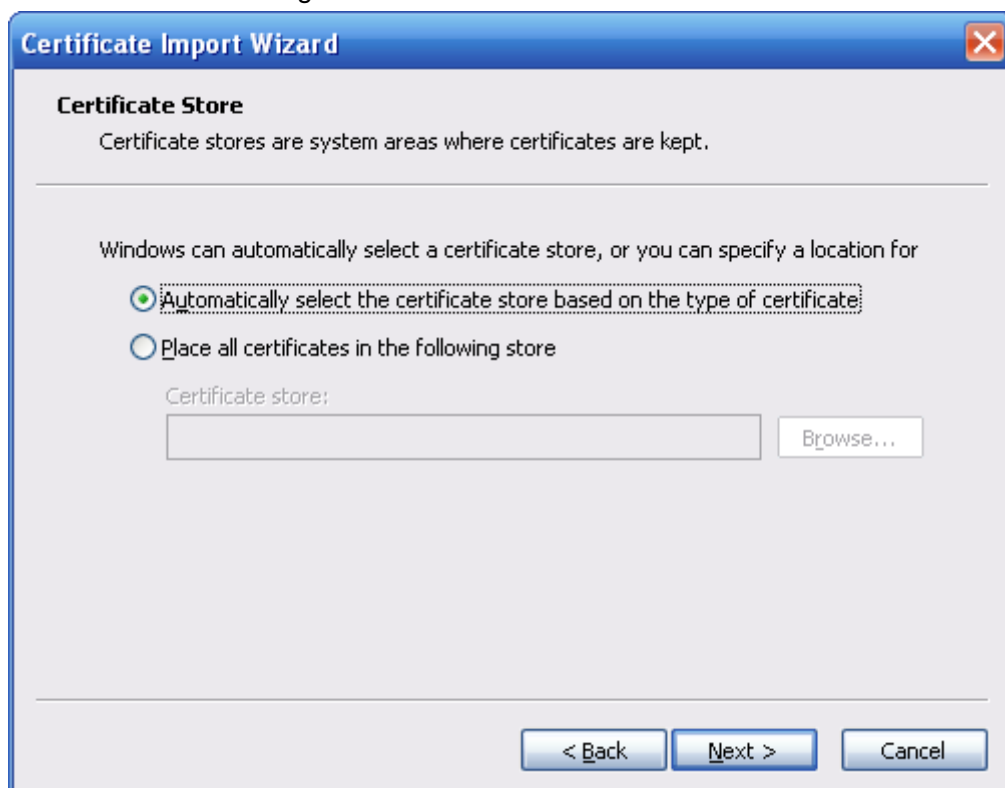 Certificate Import Wizard
Certificate Store
Certificate stores are system areas where certificates are kept.
Windows can automatically select a certificate store, or you can specify a location for
Automatically select the certificate store based on the type of certificate
Place all certificates in the following store
Certificate store:
Browse...
< Back
Next >
Cancel